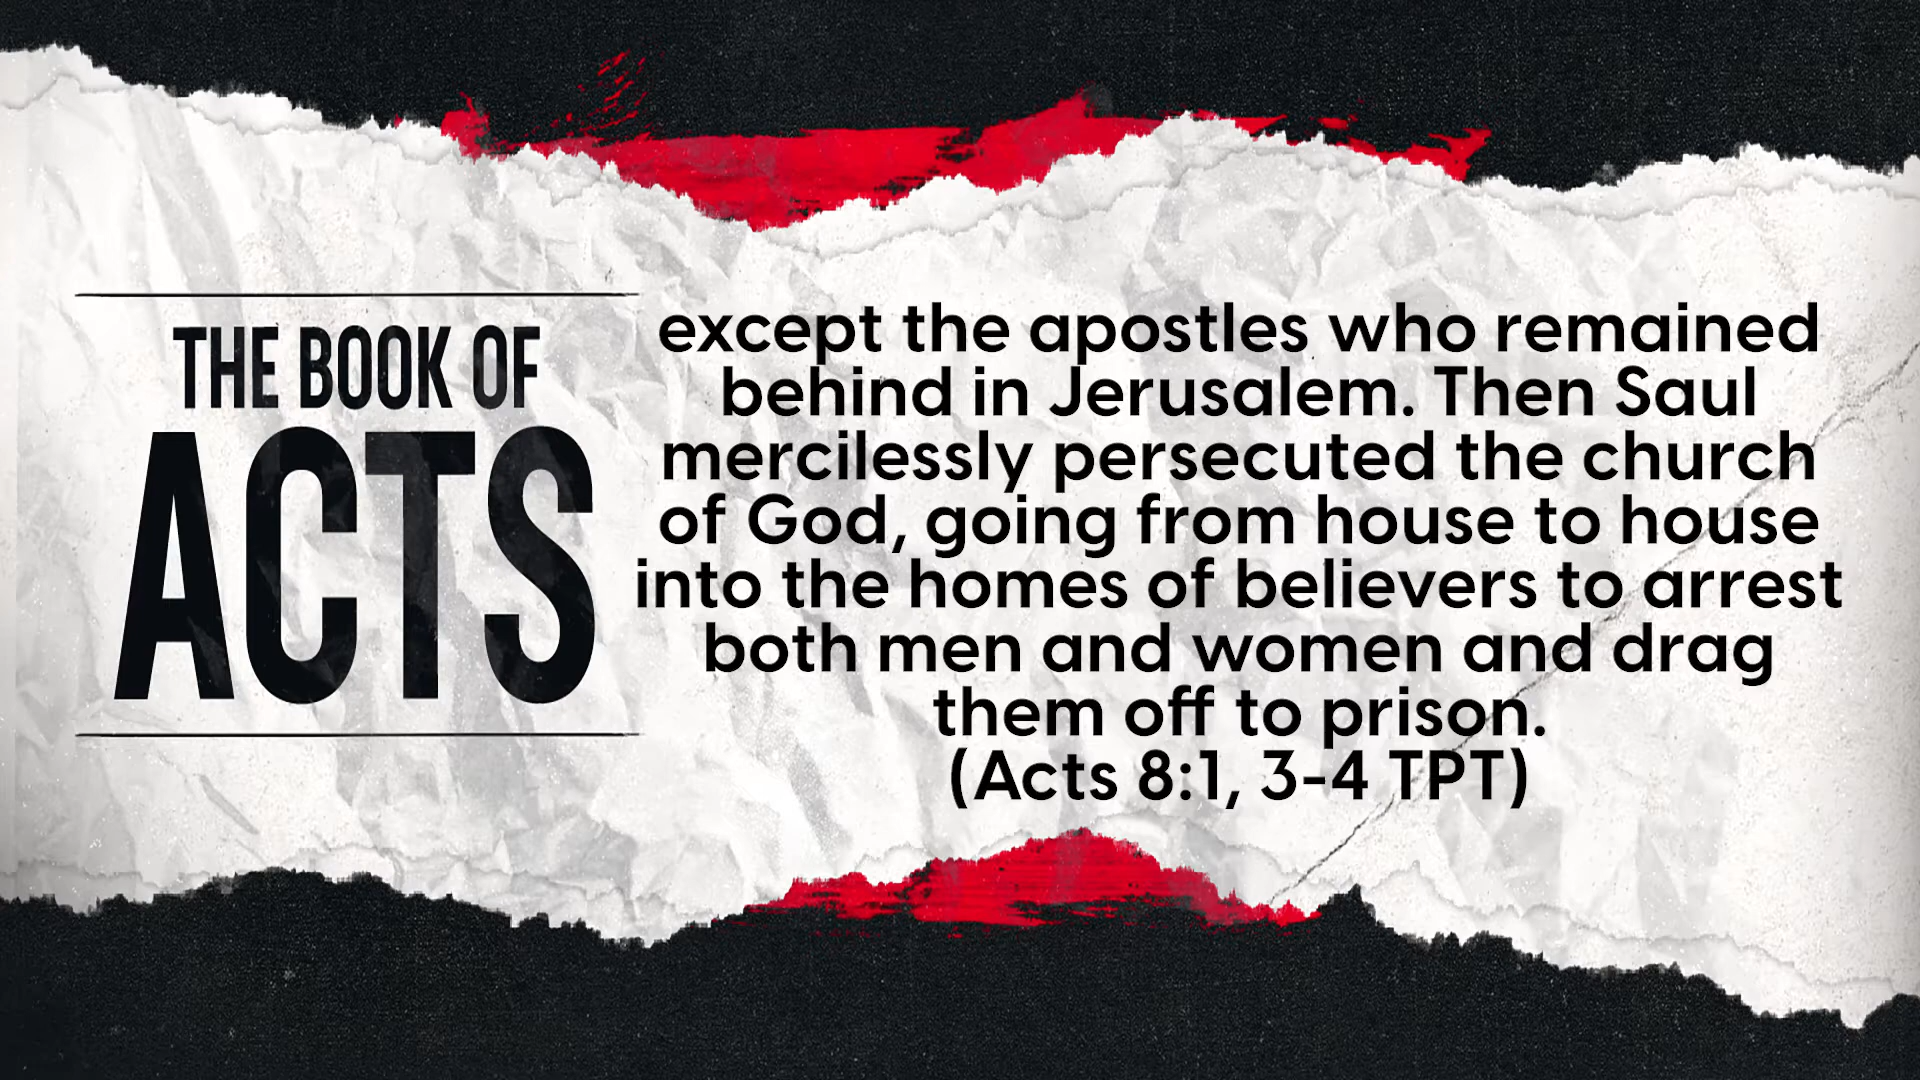 THE BOOK OF
ACTS
except the apostles who remained
behind in Jerusalem. Then Saul
mercilessly persecuted the church
of God, going from house to house
into the homes of believers to arrest
both men and women and drag
them off to prison.
(Acts 8:1, 3-4 TPT)